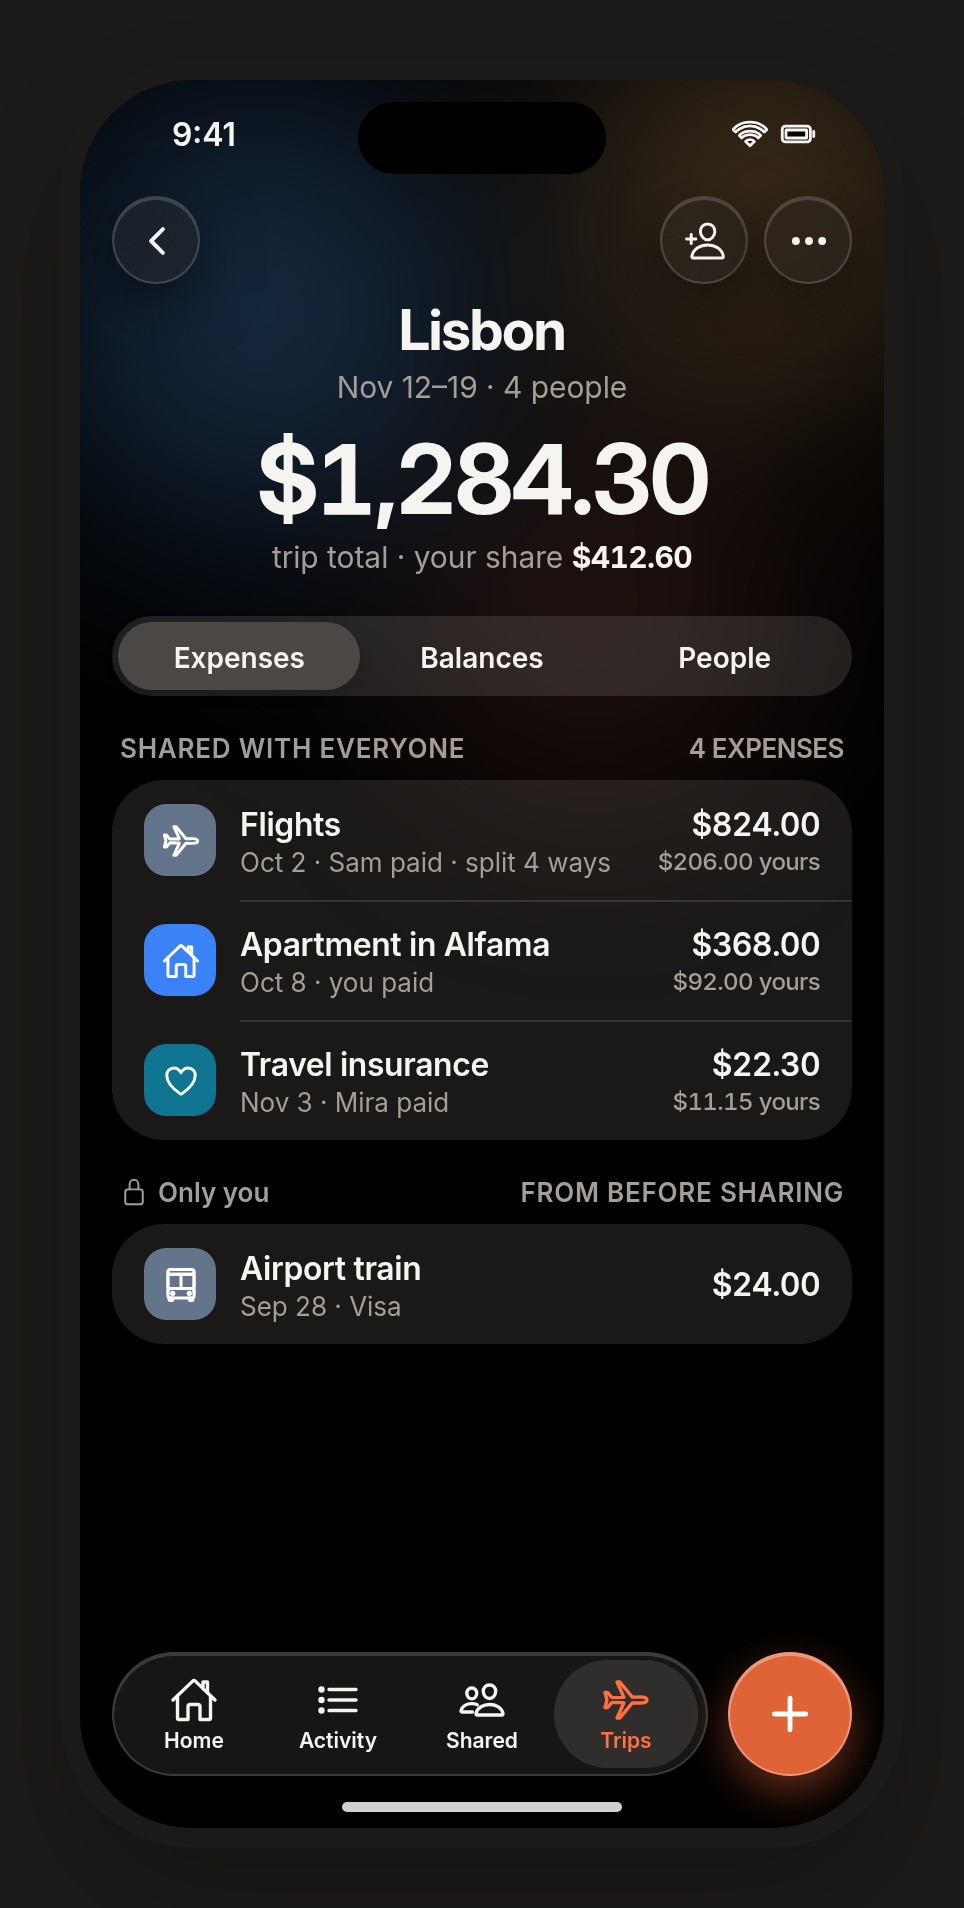 9:41
Lisbon
Nov 12–19 · 4 people
$1,284.30
trip total · your share $412.60
Expenses Balances People
SHARED WITH EVERYONE 4 EXPENSES
Flights $824.00
Oct 2 · Sam paid · split 4 ways $206.00 yours
Apartment in Alfama $368.00
Oct 8 · you paid $92.00 yours
Travel insurance $22.30
Nov 3 · Mira paid $11.15 yours
Only you FROM BEFORE SHARING
Airport train $24.00
Sep 28 · Visa
Home Activity Shared Trips